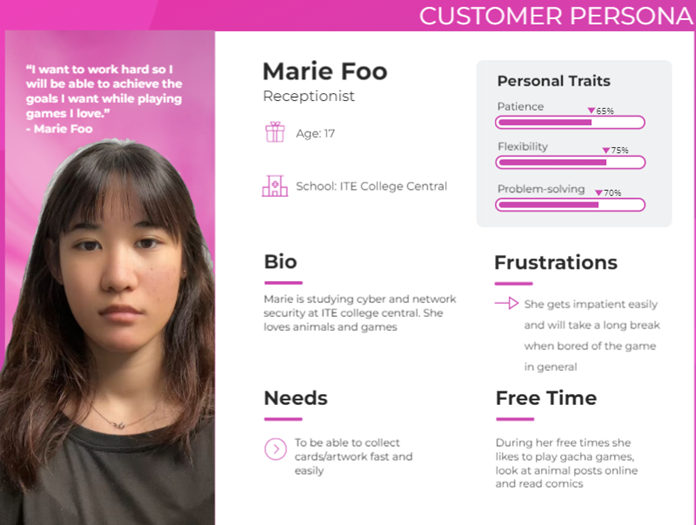 CUSTOMER PERSONA
“I want to work hard so I
will be able to achieve the
goals I want while playing
games I love.”
- Marie Foo
Marie Foo
Receptionist
Age: 17
School: ITE College Central
Personal Traits
Patience
65%
Flexibility
75%
Problem-solving
70%
Bio
Marie is studying cyber and network
security at ITE college central. She
loves animals and games
Frustrations
She gets impatient easily
and will take a long break
when bored of the game
in general
Needs
To be able to collect
cards/artwork fast and
easily
Free Time
During her free times she
likes to play gacha games,
look at animal posts online
and read comics